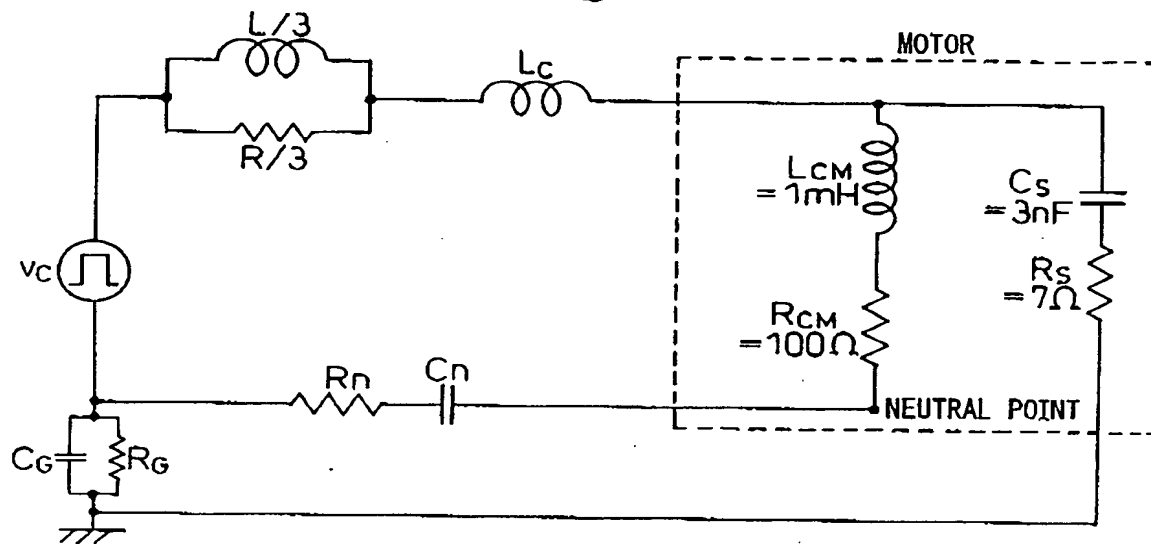 L/3
R/3
LC
MOTOR
LCM
=1mH
CS
=3nF
RS
=7Ω
RCM
=100Ω
vC
Rn
Cn
NEUTRAL POINT
CG
RG